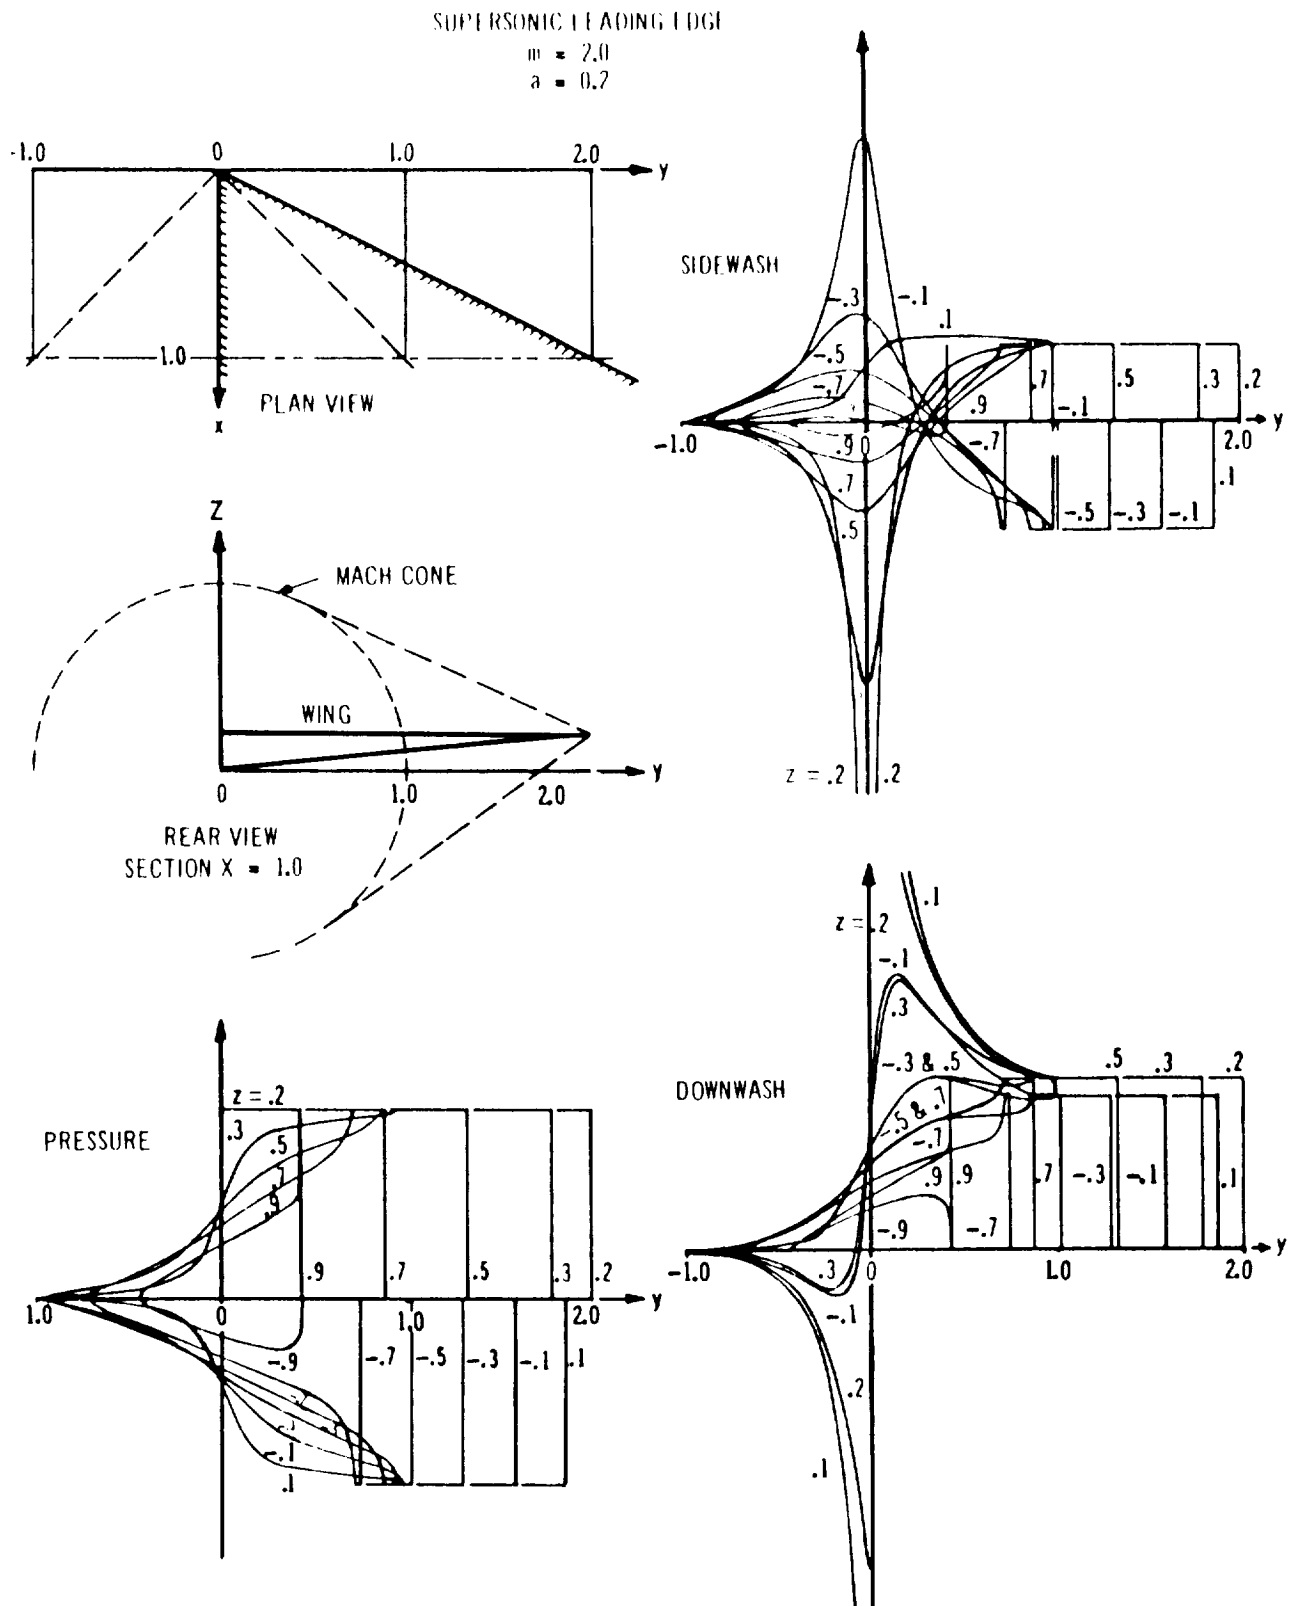 SUPERSONIC LEADING EDGE
m = 2.0
a = 0.2
-1.0 0 1.0 2.0 y
1.0
x
PLAN VIEW
Z
MACH CONE
WING
0 1.0 2.0 y
REAR VIEW
SECTION X = 1.0
SIDEWASH
-.3 -.1 .1
-.5
-.7
.9 .7 -.1 .5 .3 .2
-1.0 .9 0 -.7 2.0 y
.7 .1
.5 -.5 -.3 -.1
z = .2 .2
PRESSURE
z = .2
.3 .5
.7
.9
.9 .7 .5 .3 .2
1.0 0 1.0 2.0 y
-.9 -.7 -.5 -.3 -.1 .1
-.1
.1
DOWNWASH
.1
z = .2
-.1
.3
-.3 & .5 .5 .3 .2
-.5 & .7
-.7
.9 .9 .7 -.3 -.1 .1
-.9 -.7
-1.0 .3 0 1.0 2.0 y
-.1
.2
.1